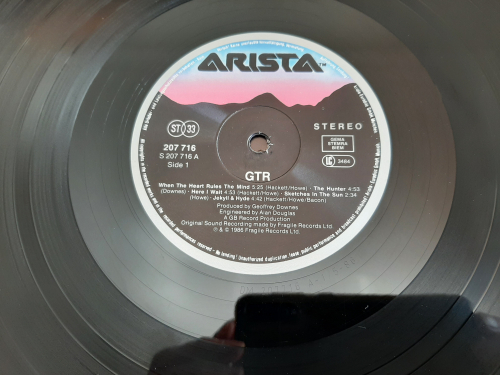 ARISTA™
ST 33
STEREO
207 716
S 207 716 A
Side 1
GEMA
STEMRA
BIEM
LC 3484
GTR
When The Heart Rules The Mind 5:25 (Hackett/Howe) · The Hunter 4:53
(Downes) · Here I Wait 4:53 (Hackett/Howe) · Sketches In The Sun 2:34
(Howe) · Jekyll & Hyde 4:42 (Hackett/Howe/Bacon)
Produced by Geoffrey Downes
Engineered by Alan Douglas
A GB Record Production
Original Sound Recording made by Fragile Records Ltd.
℗ & © 1986 Fragile Records Ltd.